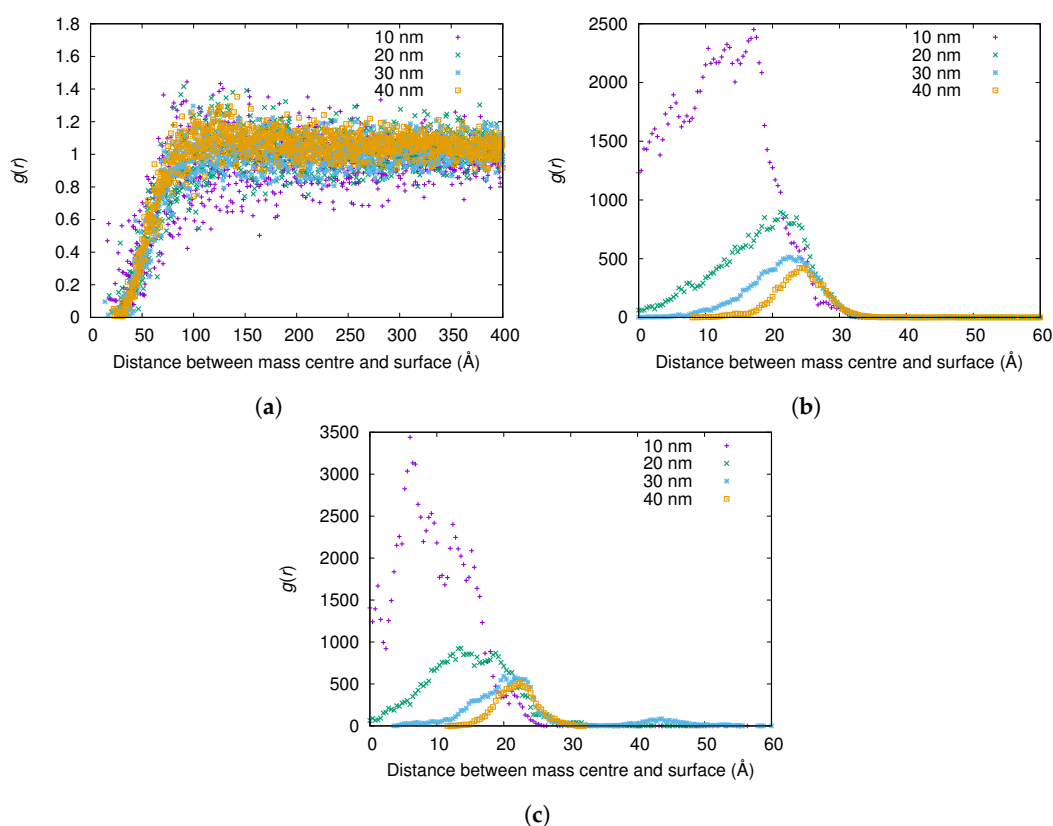 1.8
1.6
1.4
1.2
1
0.8
0.6
0.4
0.2
0
g(r)
0 50 100 150 200 250 300 350 400
Distance between mass centre and surface (Å)
10 nm
20 nm
30 nm
40 nm
(a)
2500
2000
1500
1000
500
0
g(r)
0 10 20 30 40 50 60
Distance between mass centre and surface (Å)
10 nm
20 nm
30 nm
40 nm
(b)
3500
3000
2500
2000
1500
1000
500
0
g(r)
0 10 20 30 40 50 60
Distance between mass centre and surface (Å)
10 nm
20 nm
30 nm
40 nm
(c)